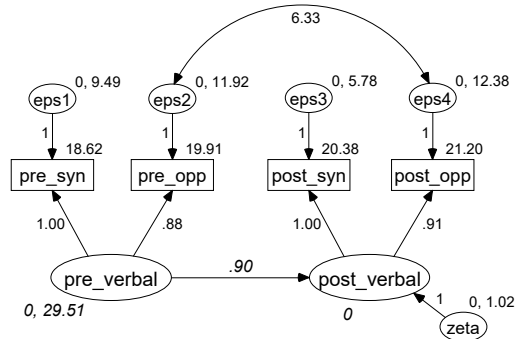 6.33
0, 9.49
0, 11.92
0, 5.78
0, 12.38
eps1
eps2
eps3
eps4
1
1
1
1
18.62
19.91
20.38
21.20
pre_syn
pre_opp
post_syn
post_opp
1.00
.88
1.00
.91
pre_verbal
.90
post_verbal
0, 29.51
0
1
0, 1.02
zeta